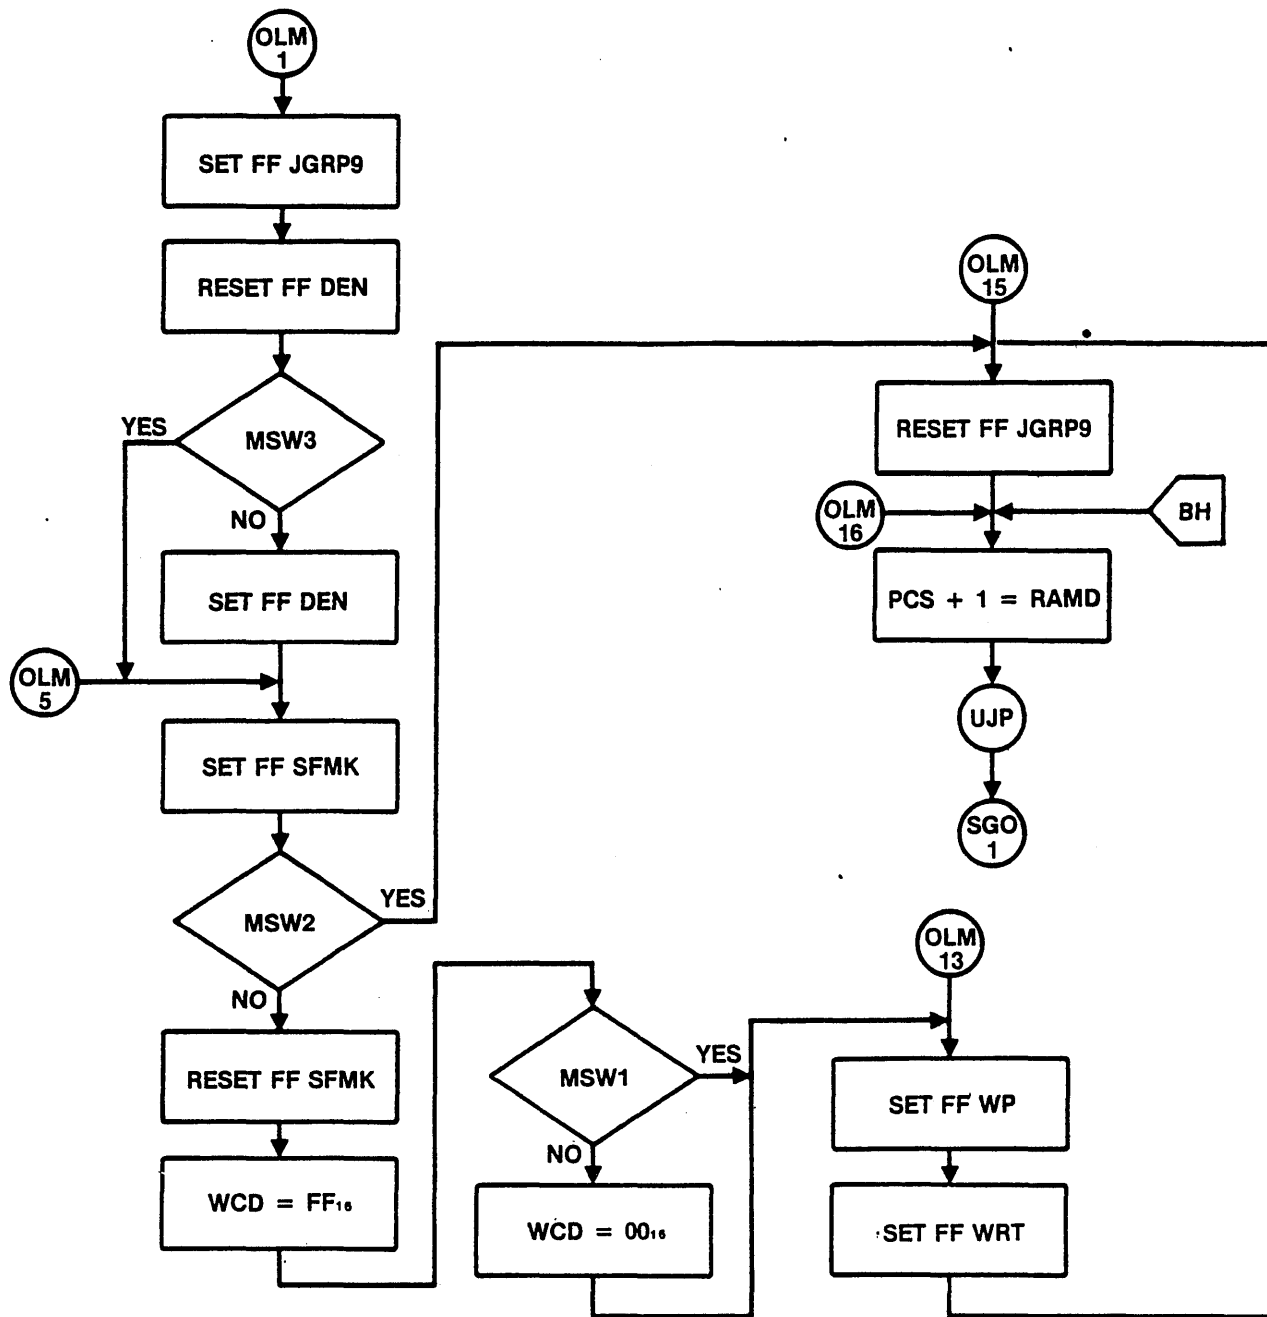 OLM
1
SET FF JGRP9
RESET FF DEN
MSW3
YES
NO
SET FF DEN
OLM
5
SET FF SFMK
MSW2
YES
NO
RESET FF SFMK
WCD = FF₁₆
MSW1
YES
NO
WCD = 00₁₆
OLM
15
RESET FF JGRP9
OLM
16
BH
PCS + 1 = RAMD
UJP
SGO
1
OLM
13
SET FF WP
SET FF WRT